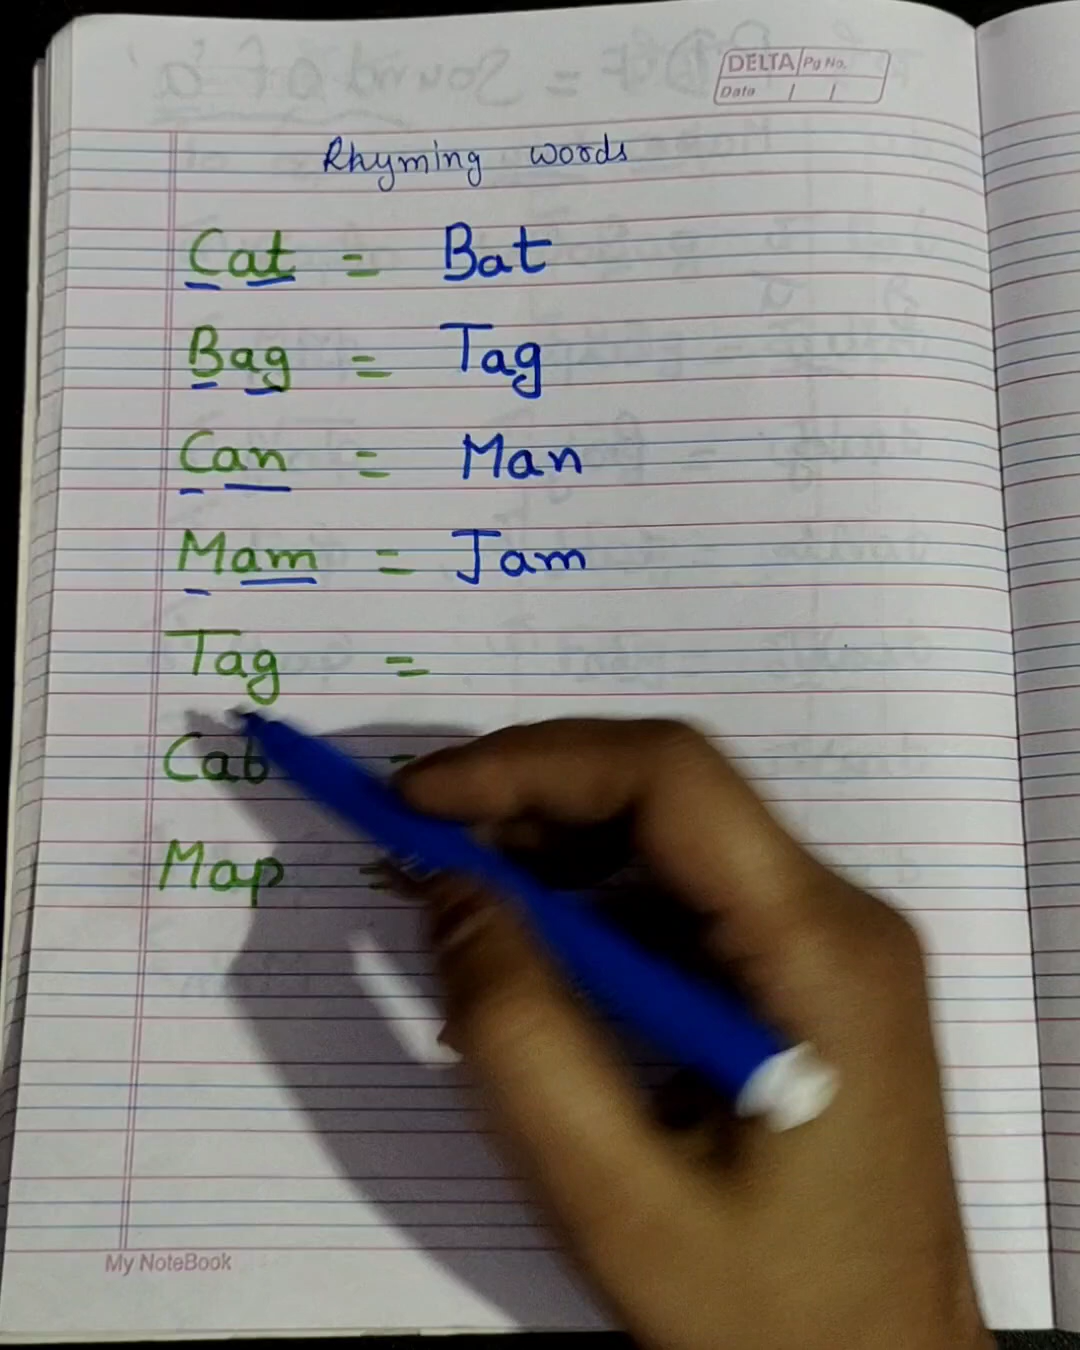 DELTA Pg No.
Date / /
Rhyming words
Cat = Bat
Bag = Tag
Can = Man
Mam = Jam
Tag =
Cab =
Map =
My NoteBook